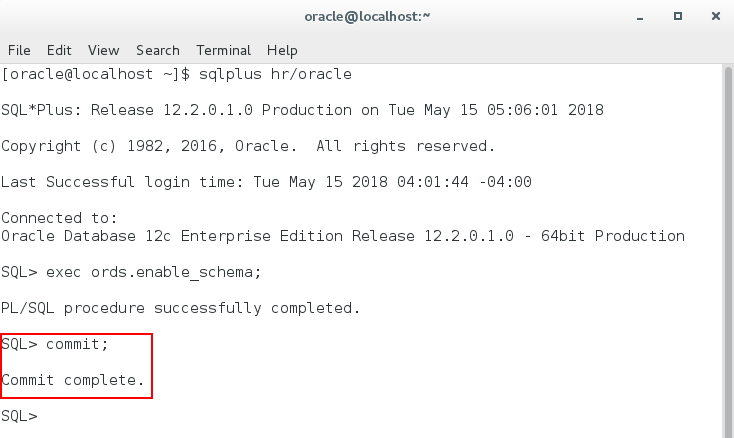 oracle@localhost:~
File Edit View Search Terminal Help
[oracle@localhost ~]$ sqlplus hr/oracle
SQL*Plus: Release 12.2.0.1.0 Production on Tue May 15 05:06:01 2018
Copyright (c) 1982, 2016, Oracle.  All rights reserved.
Last Successful login time: Tue May 15 2018 04:01:44 -04:00
Connected to:
Oracle Database 12c Enterprise Edition Release 12.2.0.1.0 - 64bit Production
SQL> exec ords.enable_schema;
PL/SQL procedure successfully completed.
SQL> commit;
Commit complete.
SQL>